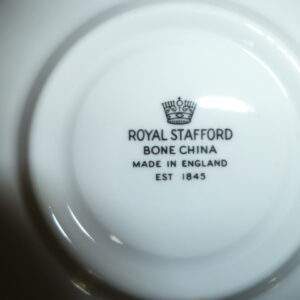 ROYAL STAFFORD
BONE CHINA
MADE IN ENGLAND
EST 1845